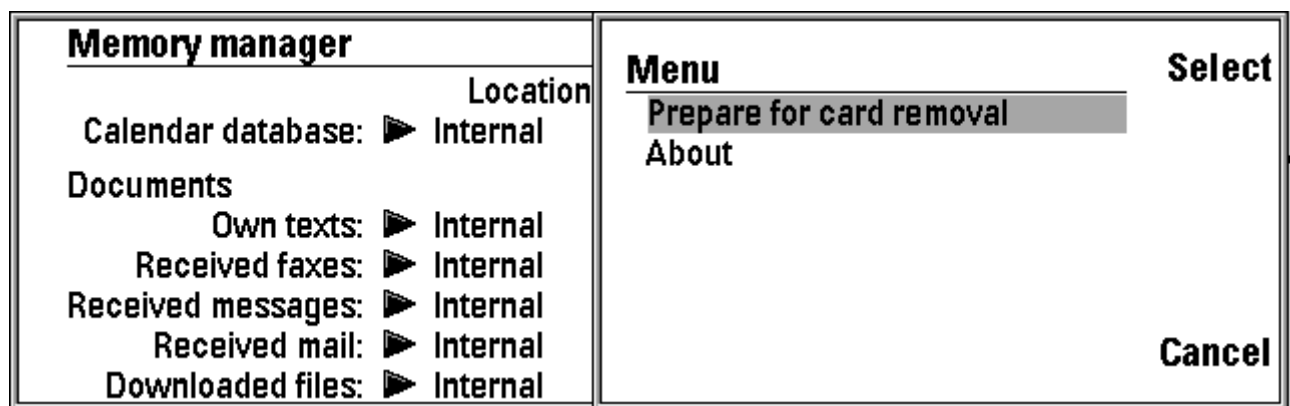 Memory manager
Location
Calendar database: Internal
Documents
Own texts: Internal
Received faxes: Internal
Received messages: Internal
Received mail: Internal
Downloaded files: Internal
Menu
Select
Prepare for card removal
About
Cancel